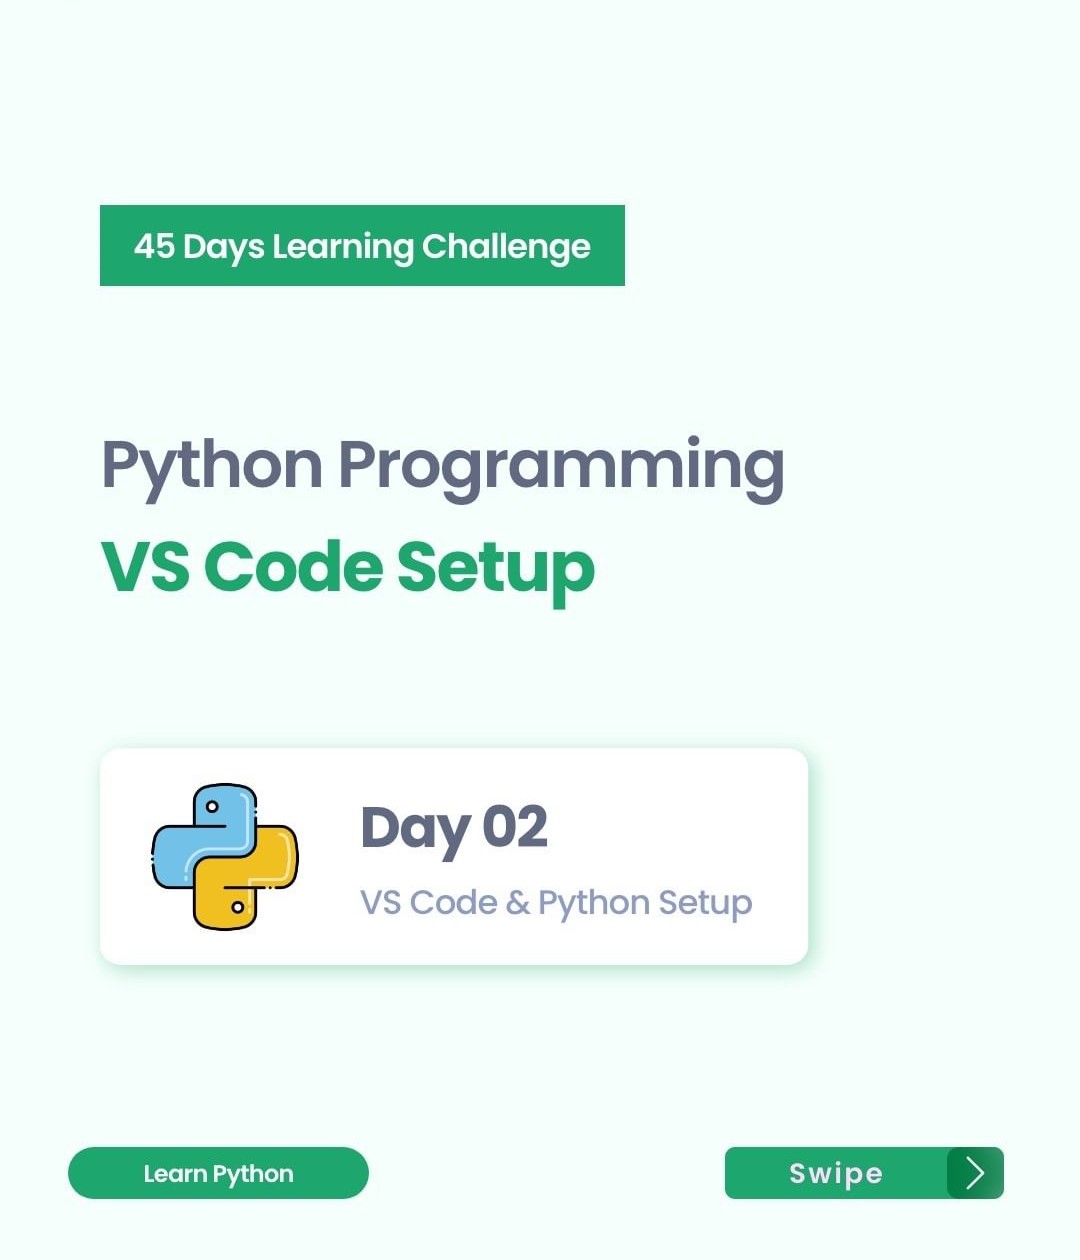 45 Days Learning Challenge
Python Programming
VS Code Setup
Day 02
VS Code & Python Setup
Learn Python
Swipe